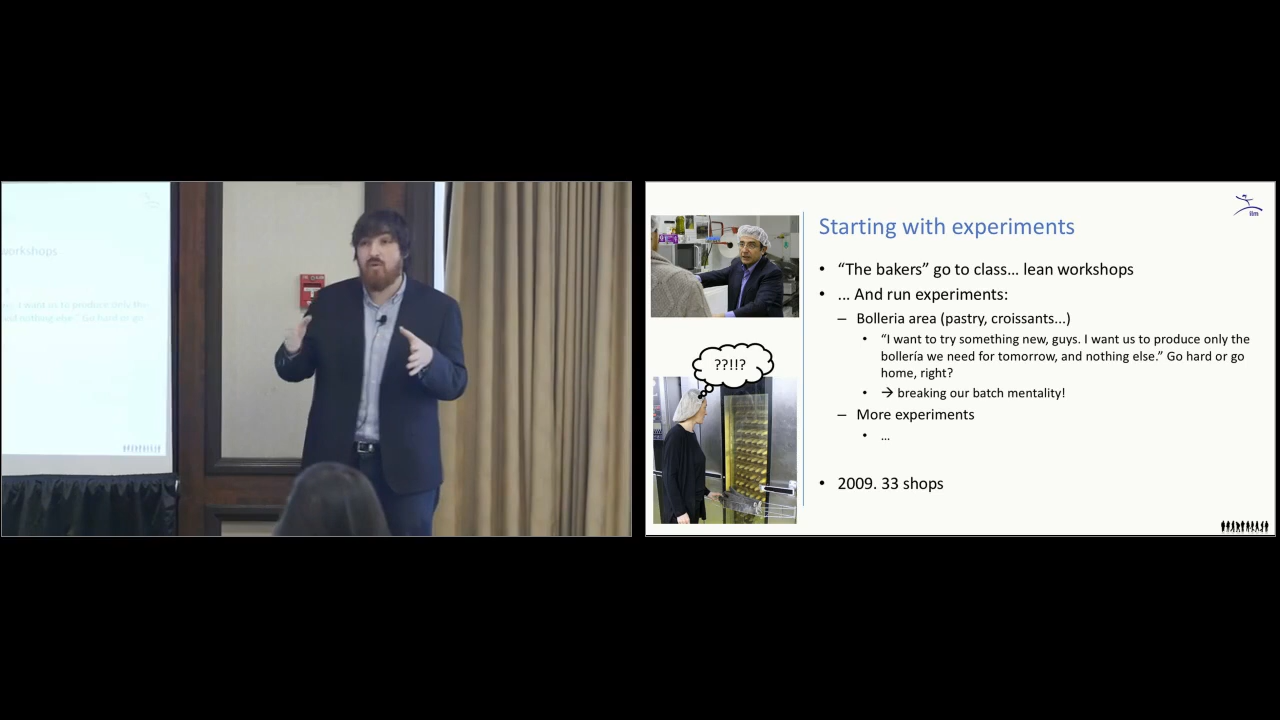 workshops
Starting with experiments
ilm
• "The bakers" go to class... lean workshops
• ... And run experiments:
– Bolleria area (pastry, croissants...)
• "I want to try something new, guys. I want us to produce only the
bollería we need for tomorrow, and nothing else." Go hard or go
home, right?
• → breaking our batch mentality!
– More experiments
• ...
• 2009. 33 shops
??!!?